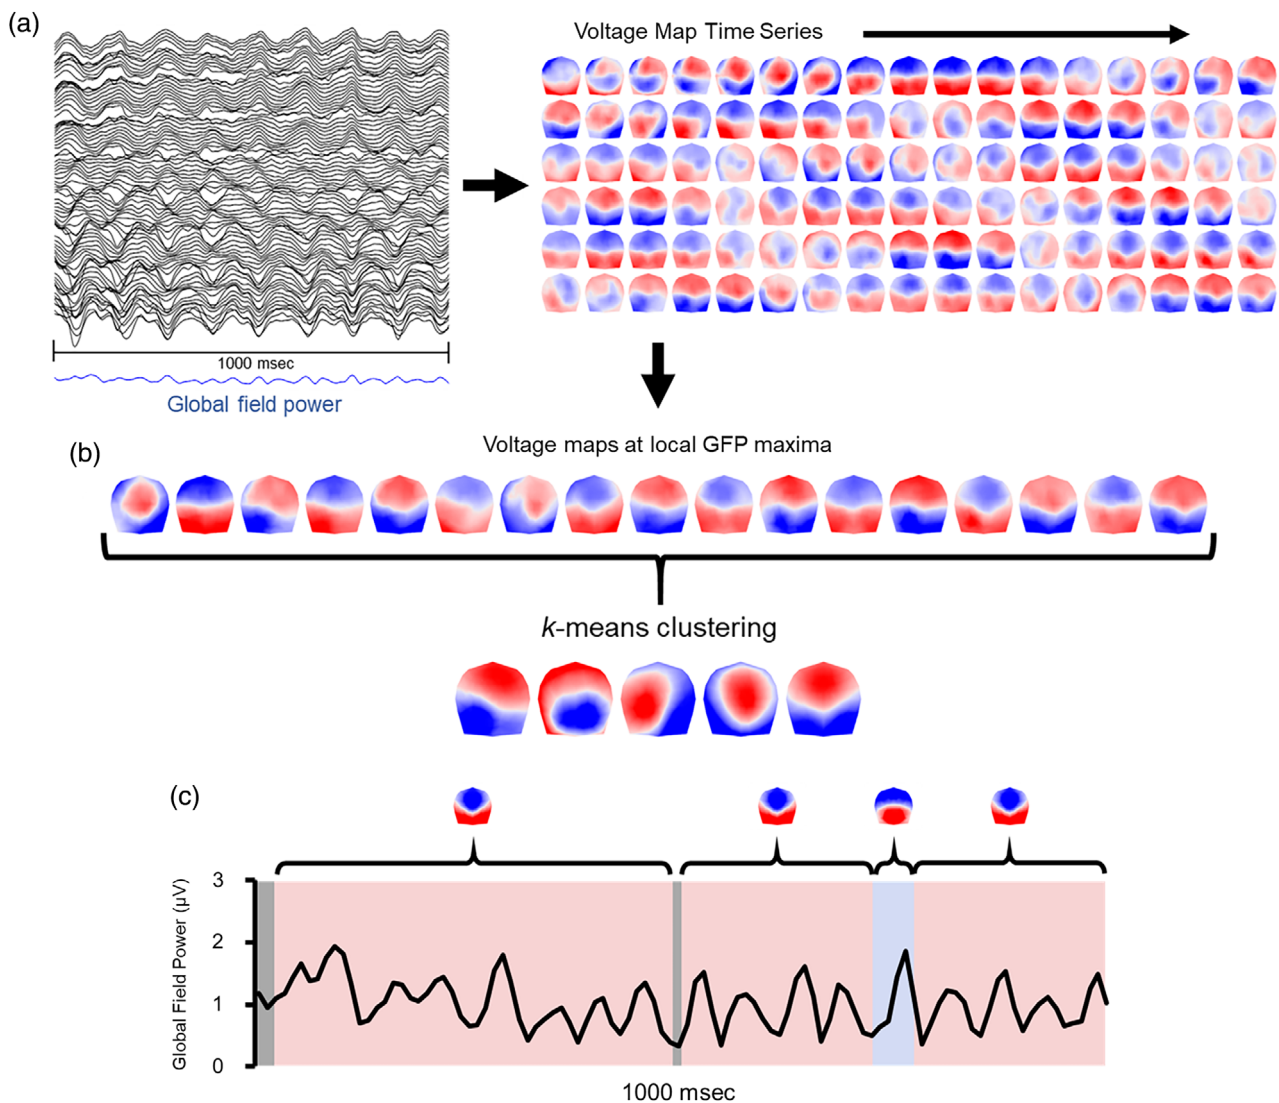 (a)
Voltage Map Time Series
1000 msec
Global field power
(b)
Voltage maps at local GFP maxima
k-means clustering
(c)
Global Field Power (µV)
3
2
1
0
1000 msec